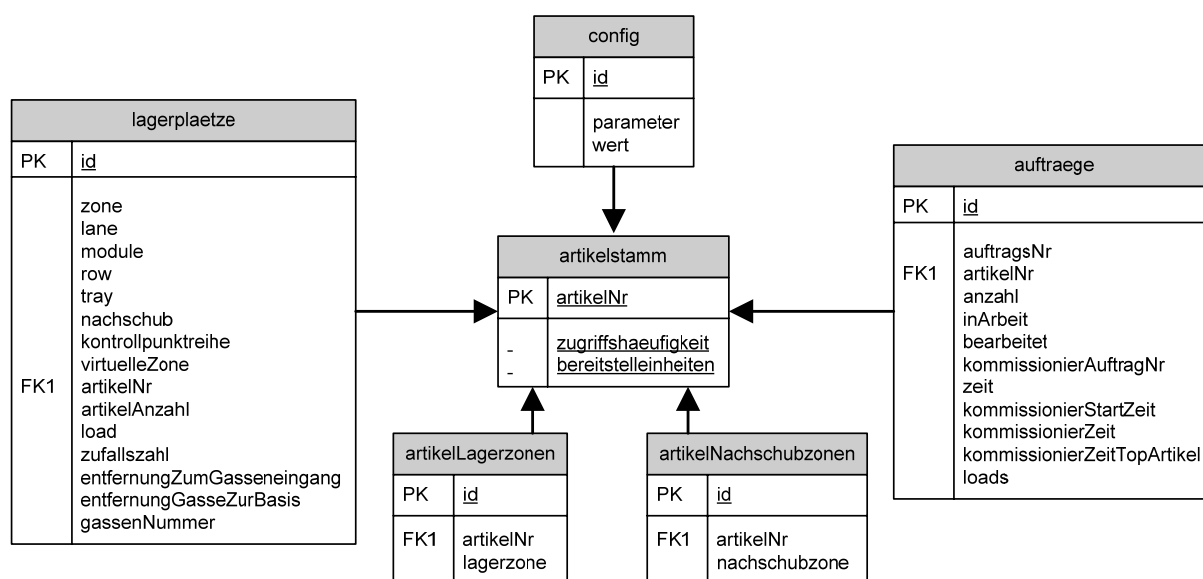 config
PK id
parameter
wert
lagerplaetze
PK id
zone
lane
module
row
tray
nachschub
kontrollpunktreihe
virtuelleZone
FK1 artikelNr
artikelAnzahl
load
zufallszahl
entfernungZumGasseneingang
entfernungGasseZurBasis
gassenNummer
artikelstamm
PK artikelNr
- zugriffshaeufigkeit
- bereitstelleinheiten
auftraege
PK id
auftragsNr
FK1 artikelNr
anzahl
inArbeit
bearbeitet
kommissionierAuftragNr
zeit
kommissionierStartZeit
kommissionierZeit
kommissionierZeitTopArtikel
loads
artikelLagerzonen
PK id
FK1 artikelNr
lagerzone
artikelNachschubzonen
PK id
FK1 artikelNr
nachschubzone